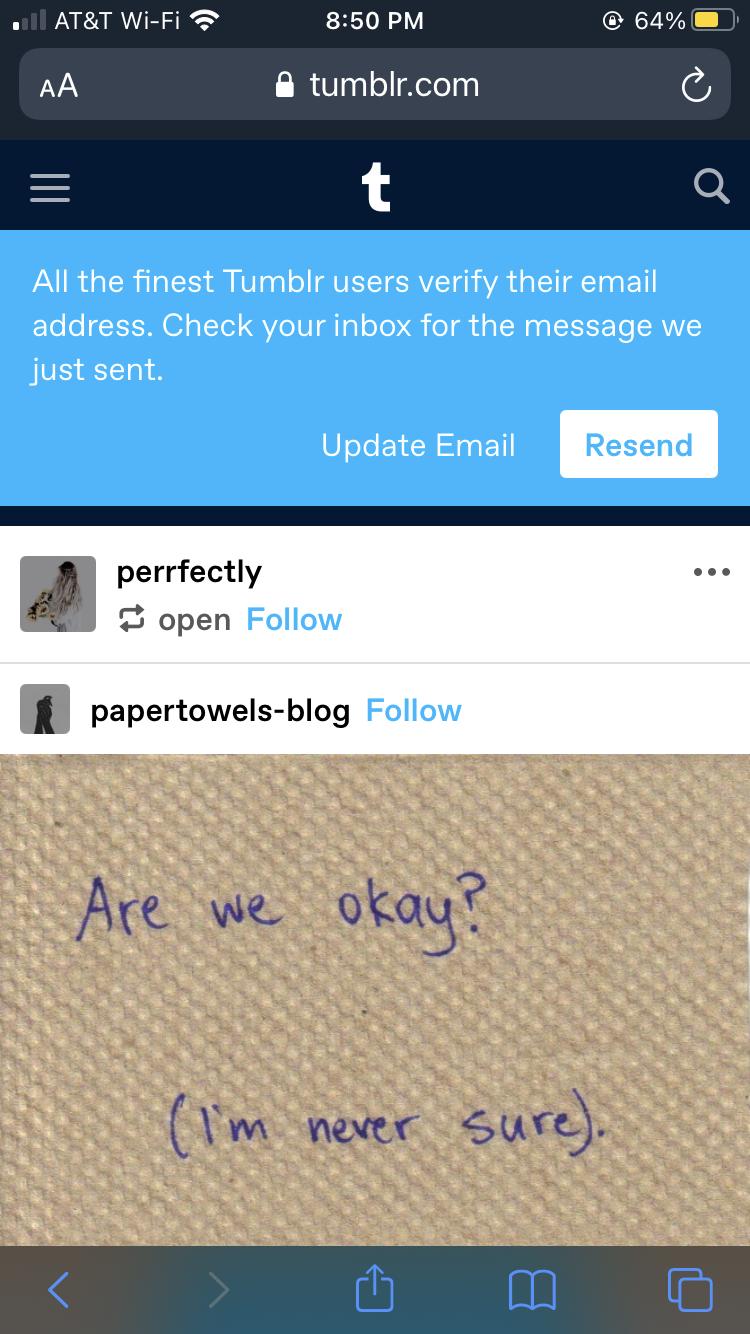 AT&T Wi-Fi 8:50 PM 64%
AA tumblr.com
t
All the finest Tumblr users verify their email
address. Check your inbox for the message we
just sent.
Update Email Resend
perrfectly
open Follow
papertowels-blog Follow
Are we okay?
(I'm never sure).